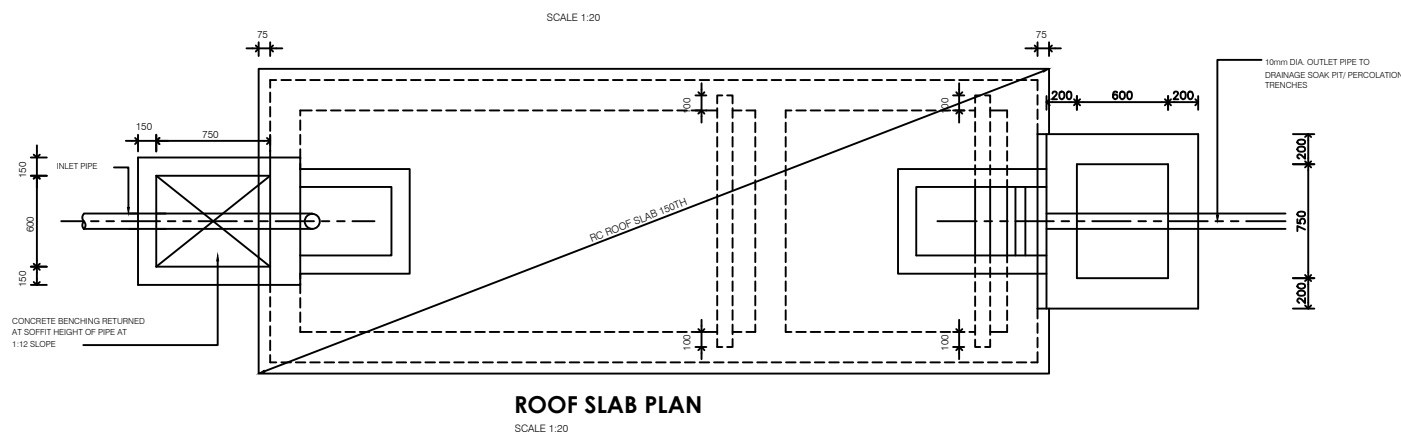 SCALE 1:20
75
75
10mm DIA. OUTLET PIPE TO
DRAINAGE SOAK PIT/ PERCOLATION
TRENCHES
200 600 200
100
100
150 750
150
600
150
INLET PIPE
200
750
200
RC ROOF SLAB 150TH
CONCRETE BENCHING RETURNED
AT SOFFIT HEIGHT OF PIPE AT
1:12 SLOPE
100
100
ROOF SLAB PLAN
SCALE 1:20